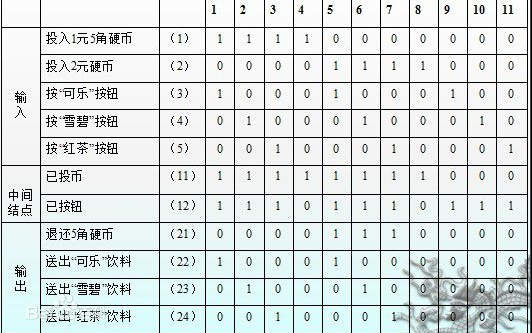 1 2 3 4 5 6 7 8 9 10 11
输入
投入1元5角硬币 (1) 1 1 1 1 0 0 0 0 0 0 0
投入2元硬币 (2) 0 0 0 0 1 1 1 1 0 0 0
按“可乐”按钮 (3) 1 0 0 0 1 0 0 0 1 0 0
按“雪碧”按钮 (4) 0 1 0 0 0 1 0 0 0 1 0
按“红茶”按钮 (5) 0 0 1 0 0 0 1 0 0 0 1
中间
结点
已投币 (11) 1 1 1 1 1 1 1 1 0 0 0
已按钮 (12) 1 1 1 0 1 1 1 0 1 1 1
输出
退还5角硬币 (21) 0 0 0 0 1 1 1 0 0 0 0
送出“可乐”饮料 (22) 1 0 0 0 1 0 0 0 0 0 0
送出“雪碧”饮料 (23) 0 1 0 0 0 1 0 0 0 0 0
送出“红茶”饮料 (24) 0 0 1 0 0 0 1 0 0 0 0